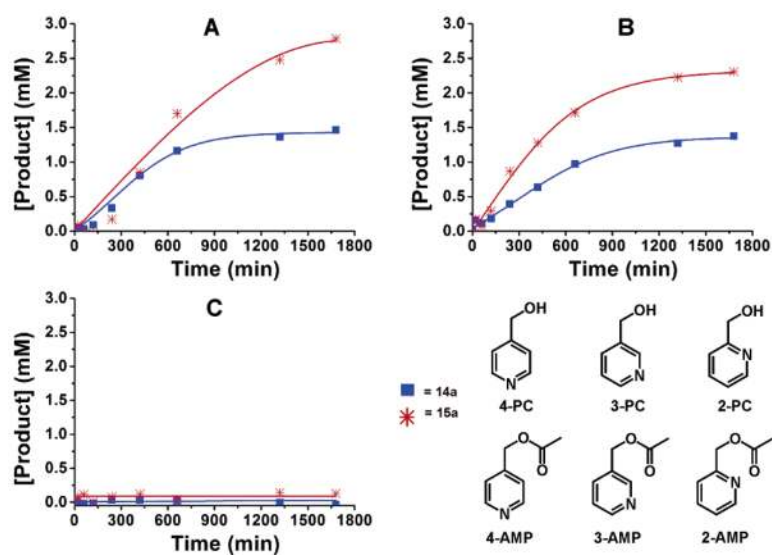 A
[Product] (mM)
3.0
2.5
2.0
1.5
1.0
0.5
0.0
0 300 600 900 1200 1500 1800
Time (min)
B
[Product] (mM)
3.0
2.5
2.0
1.5
1.0
0.5
0.0
0 300 600 900 1200 1500 1800
Time (min)
C
[Product] (mM)
3.0
2.5
2.0
1.5
1.0
0.5
0.0
0 300 600 900 1200 1500 1800
Time (min)
= 14a
= 15a
OH OH OH
N N N
4-PC 3-PC 2-PC
O O O
O O O
N N N
4-AMP 3-AMP 2-AMP